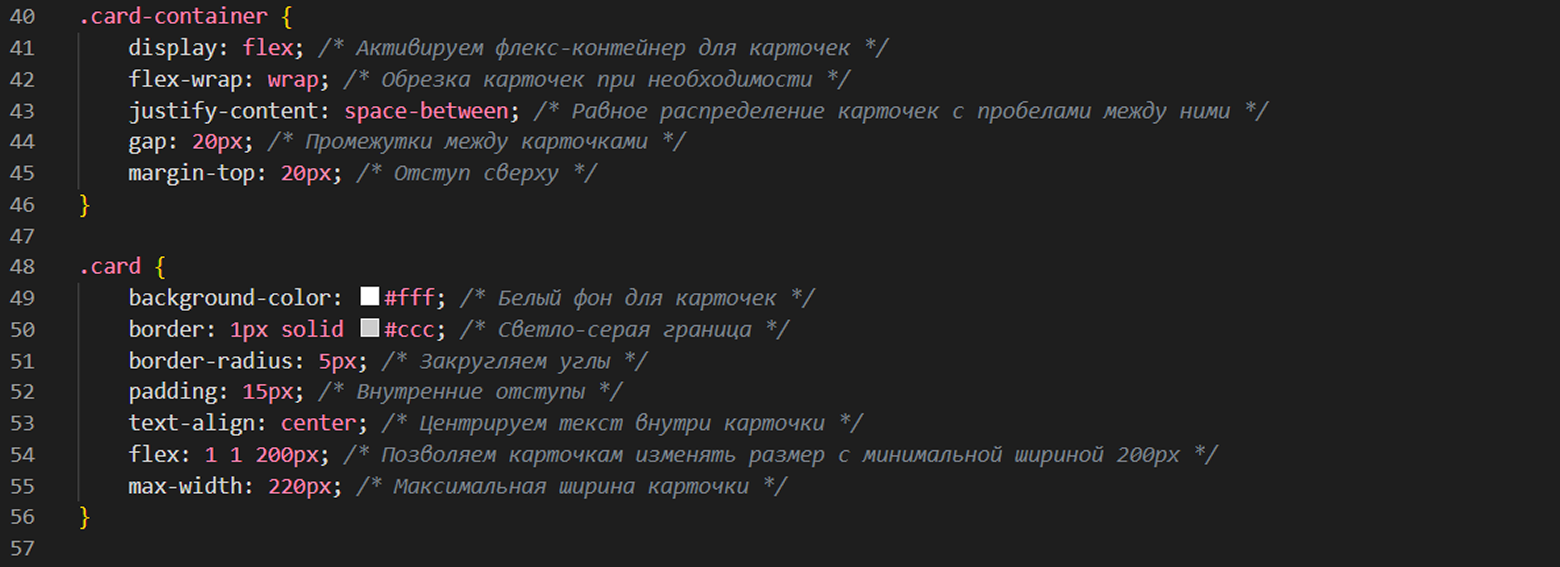 40 .card-container {
41 display: flex; /* Активируем флекс-контейнер для карточек */
42 flex-wrap: wrap; /* Обрезка карточек при необходимости */
43 justify-content: space-between; /* Равное распределение карточек с пробелами между ними */
44 gap: 20px; /* Промежутки между карточками */
45 margin-top: 20px; /* Отступ сверху */
46 }
47
48 .card {
49 background-color: #fff; /* Белый фон для карточек */
50 border: 1px solid #ccc; /* Светло-серая граница */
51 border-radius: 5px; /* Закругляем углы */
52 padding: 15px; /* Внутренние отступы */
53 text-align: center; /* Центрируем текст внутри карточки */
54 flex: 1 1 200px; /* Позволяем карточкам изменять размер с минимальной шириной 200px */
55 max-width: 220px; /* Максимальная ширина карточки */
56 }
57